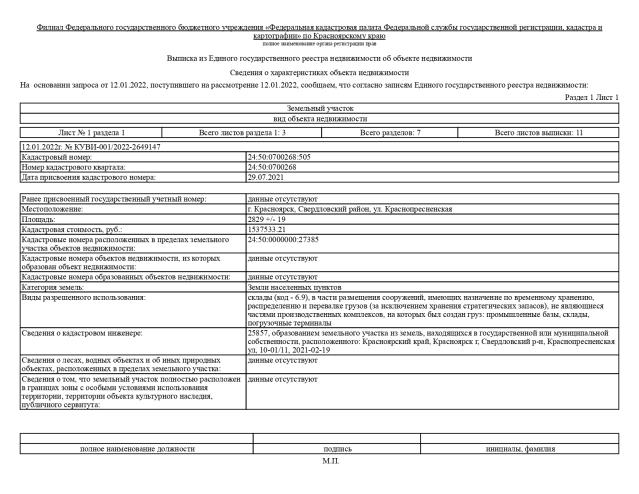 Филиал Федерального государственного бюджетного учреждения «Федеральная кадастровая палата Федеральной службы государственной регистрации, кадастра и
картографии» по Красноярскому краю
полное наименование органа регистрации прав
Выписка из Единого государственного реестра недвижимости об объекте недвижимости
Сведения о характеристиках объекта недвижимости
На основании запроса от 12.01.2022, поступившего на рассмотрение 12.01.2022, сообщаем, что согласно записям Единого государственного реестра недвижимости:
Раздел 1 Лист 1
Земельный участок
вид объекта недвижимости
Лист № 1 раздела 1 Всего листов раздела 1: 3 Всего разделов: 7 Всего листов выписки: 11
12.01.2022г. № КУВИ-001/2022-2649147
Кадастровый номер: 24:50:0700268:505
Номер кадастрового квартала: 24:50:0700268
Дата присвоения кадастрового номера: 29.07.2021
Ранее присвоенный государственный учетный номер: данные отсутствуют
Местоположение: г. Красноярск, Свердловский район, ул. Краснопресненская
Площадь: 2829 +/- 19
Кадастровая стоимость, руб.: 1537533.21
Кадастровые номера расположенных в пределах земельного 24:50:0000000:27385
участка объектов недвижимости:
Кадастровые номера объектов недвижимости, из которых данные отсутствуют
образован объект недвижимости:
Кадастровые номера образованных объектов недвижимости: данные отсутствуют
Категория земель: Земли населенных пунктов
Виды разрешенного использования: склады (код - 6.9), в части размещения сооружений, имеющих назначение по временному хранению,
распределению и перевалке грузов (за исключением хранения стратегических запасов), не являющиеся
частями производственных комплексов, на которых был создан груз: промышленные базы, склады,
погрузочные терминалы
Сведения о кадастровом инженере: 25857, образованием земельного участка из земель, находящихся в государственной или муниципальной
собственности, расположенного: Красноярский край, Красноярск г, Свердловский р-н, Краснопресненская
ул, 10-01/11, 2021-02-19
Сведения о лесах, водных объектах и об иных природных данные отсутствуют
объектах, расположенных в пределах земельного участка:
Сведения о том, что земельный участок полностью расположен данные отсутствуют
в границах зоны с особыми условиями использования
территории, территории объекта культурного наследия,
публичного сервитута:
полное наименование должности подпись инициалы, фамилия
М.П.